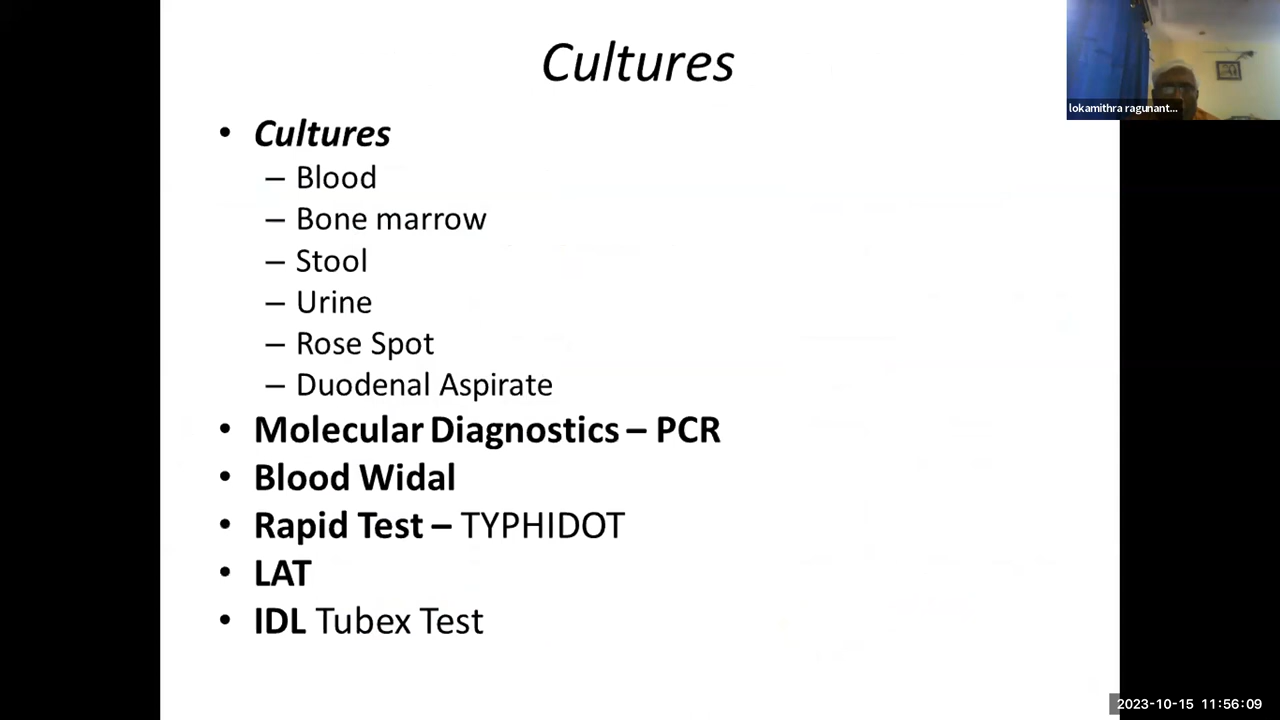 Cultures
lokamithra ragunant...
• Cultures
– Blood
– Bone marrow
– Stool
– Urine
– Rose Spot
– Duodenal Aspirate
• Molecular Diagnostics – PCR
• Blood Widal
• Rapid Test – TYPHIDOT
• LAT
• IDL Tubex Test
2023-10-15 11:56:09